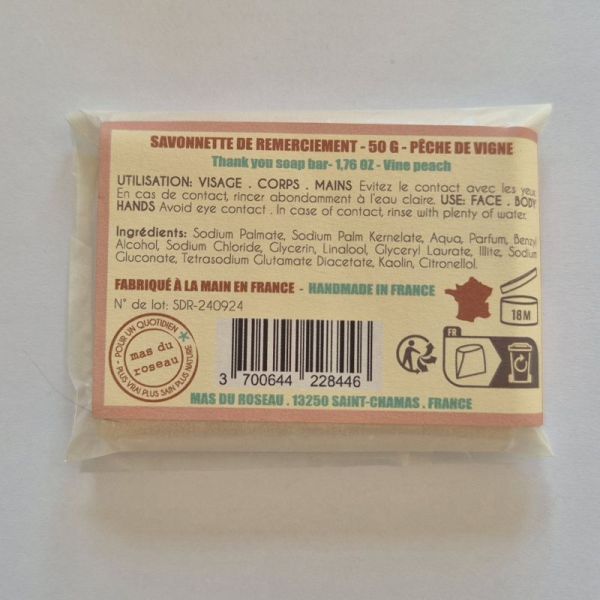 SAVONNETTE DE REMERCIEMENT - 50 G - PÊCHE DE VIGNE
Thank you soap bar- 1,76 OZ - Vine peach
UTILISATION: VISAGE . CORPS . MAINS Evitez le contact avec les yeux.
En cas de contact, rincer abondamment à l'eau claire. USE: FACE . BODY
HANDS Avoid eye contact . In case of contact, rinse with plenty of water.
Ingrédients: Sodium Palmate, Sodium Palm Kernelate, Aqua, Parfum, Benzyl
Alcohol, Sodium Chloride, Glycerin, Linalool, Glyceryl Laurate, Illite, Sodium
Gluconate, Tetrasodium Glutamate Diacetate, Kaolin, Citronellol.
FABRIQUÉ À LA MAIN EN FRANCE - HANDMADE IN FRANCE
N° de lot: SDR-240924
18M
POUR UN QUOTIDIEN
mas du
roseau
PLUS VRAI PLUS SAIN PLUS NATURE
FR
3 700644 228446
MAS DU ROSEAU . 13250 SAINT-CHAMAS . FRANCE